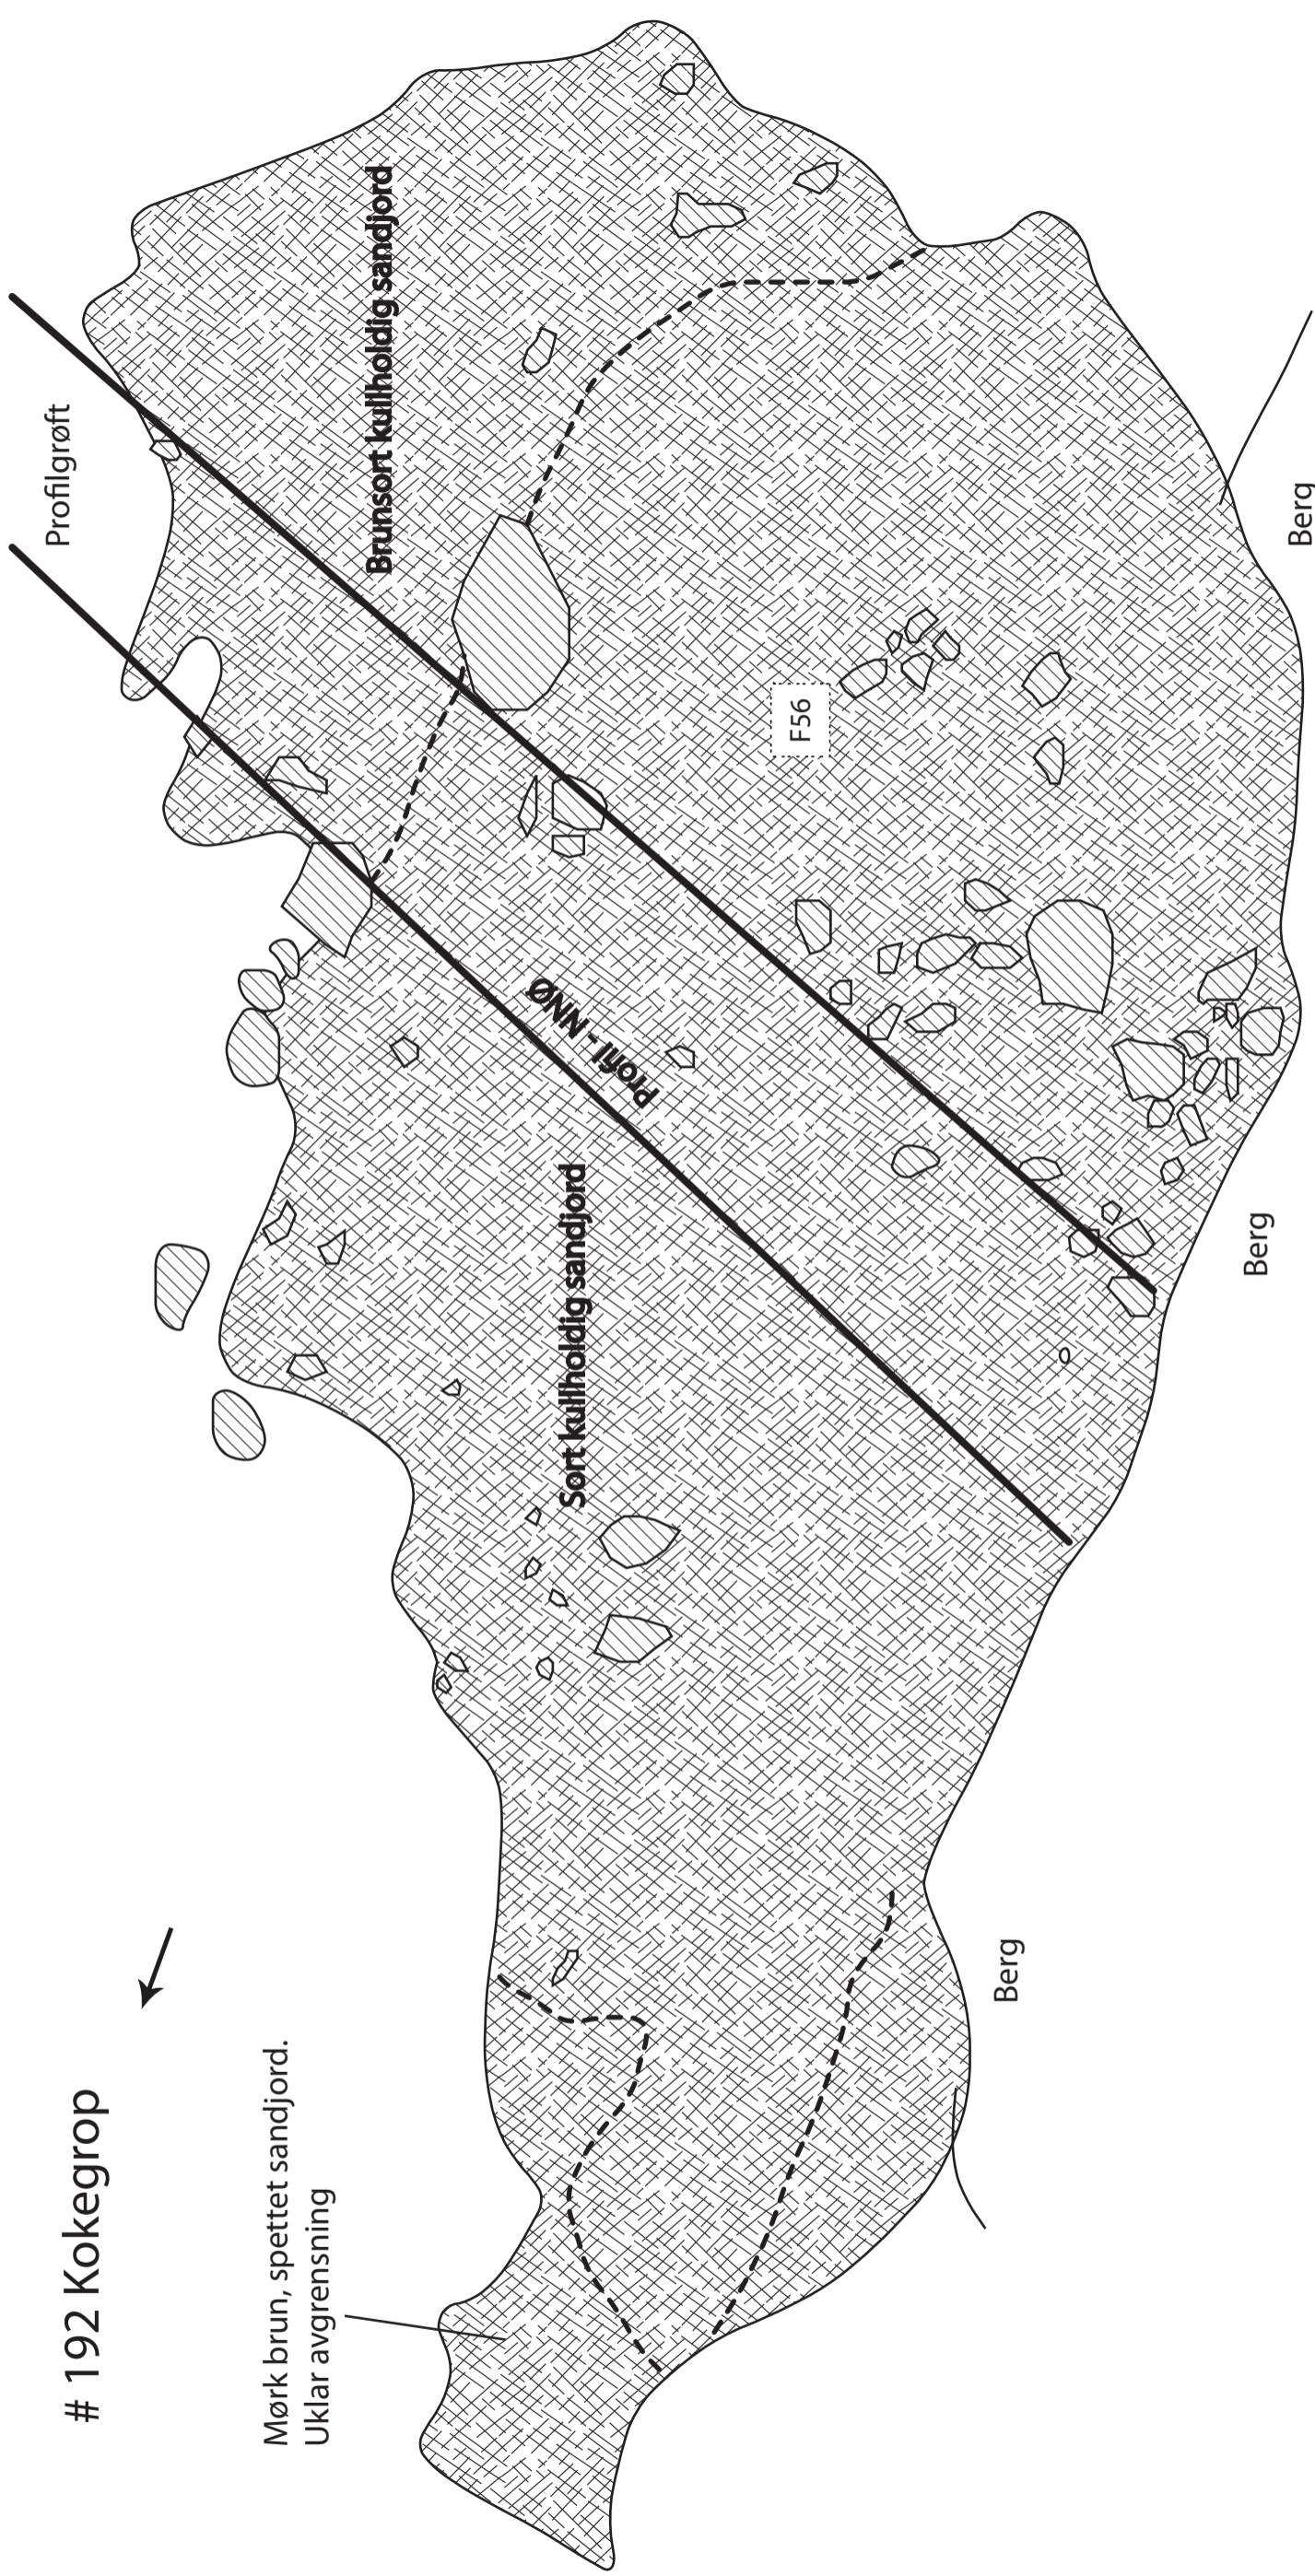 # 192 Kokegrop
Mørk brun, spettet sandjord.
Uklar avgrensning
Profilgrøft
Brunsort kullholdig sandjord
Profil - NNØ
Sort kullholdig sandjord
F56
Berg
Berg
Berg